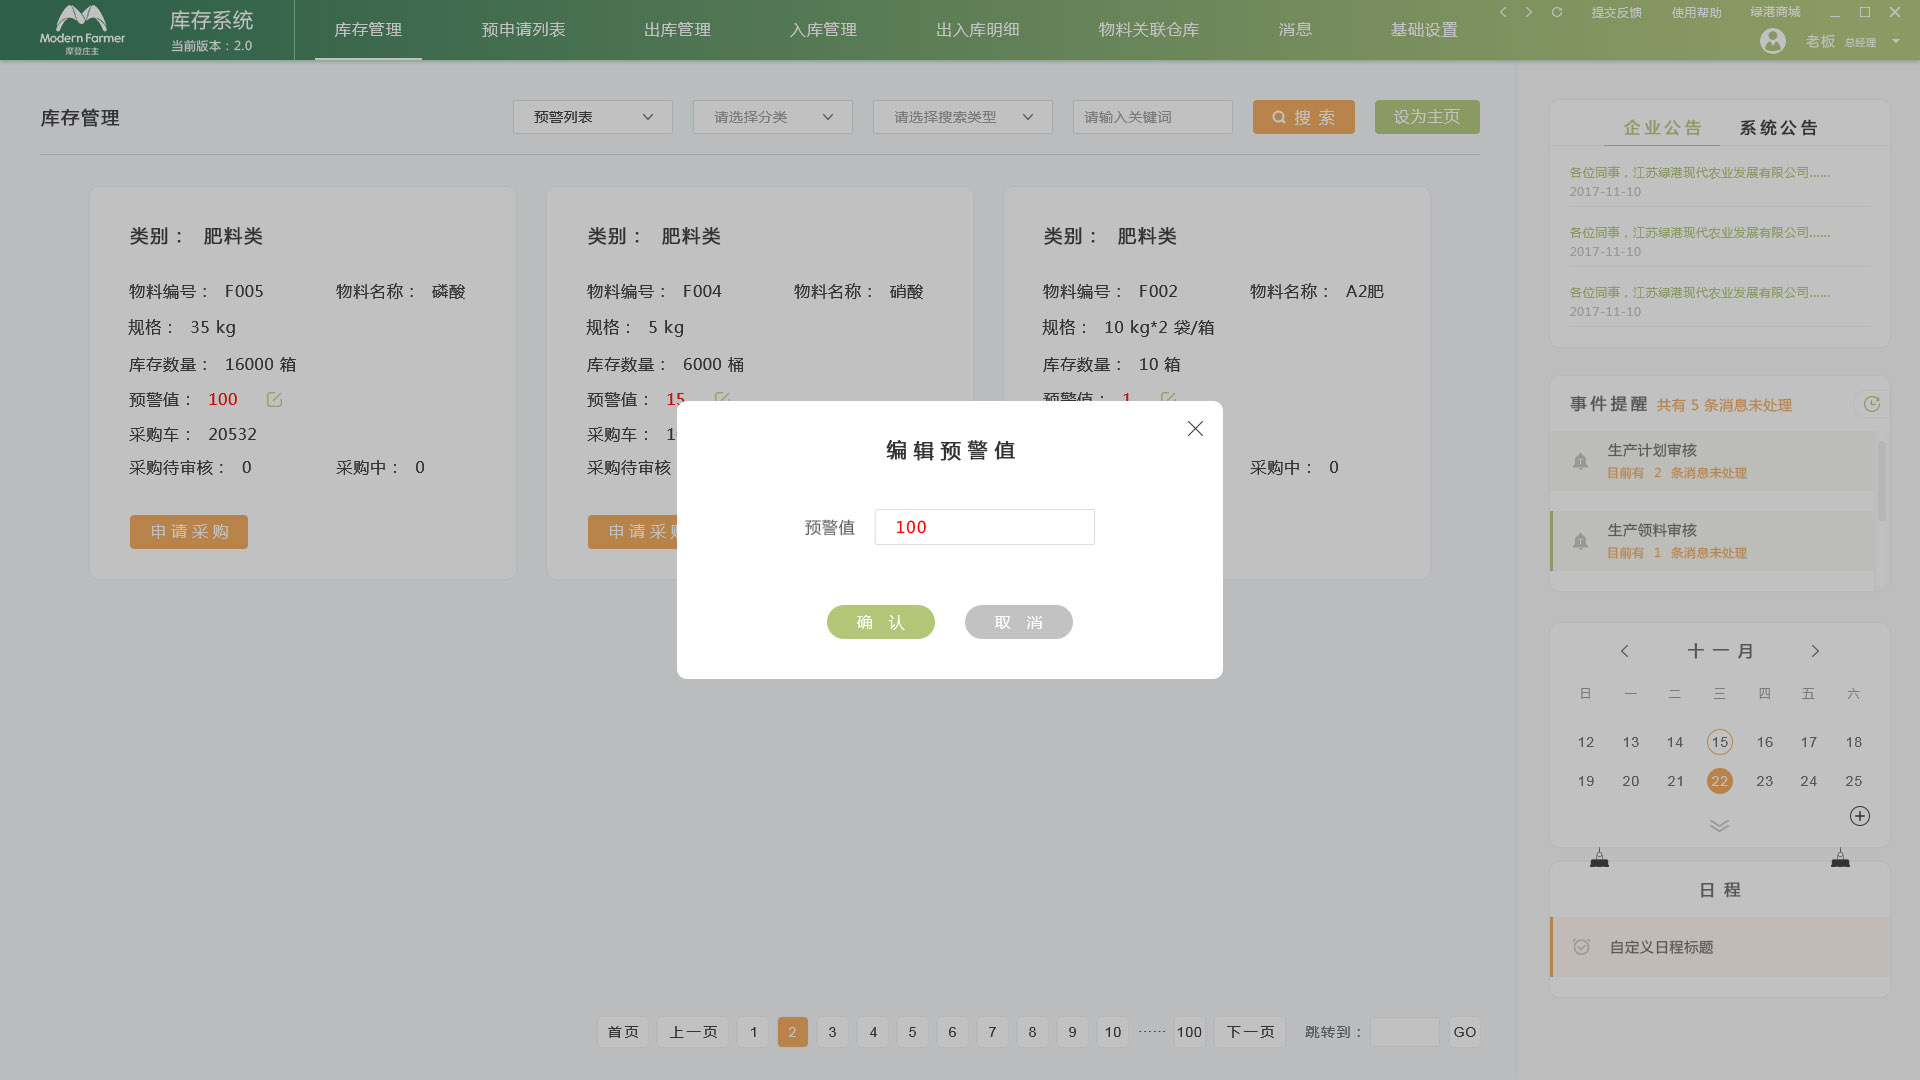 Modern Farmer
摩登庄主
库存系统
当前版本：2.0
库存管理
预申请列表
出库管理
入库管理
出入库明细
物料关联仓库
消息
基础设置
提交反馈
使用帮助
绿港商城
老板 总经理
库存管理
预警列表
请选择分类
请选择搜索类型
请输入关键词
搜 索
设为主页
类别： 肥料类
物料编号： F005 物料名称： 磷酸
规格： 35 kg
库存数量： 16000 箱
预警值： 100
采购车： 20532
采购待审核： 0 采购中： 0
申请采购
类别： 肥料类
物料编号： F004 物料名称： 硝酸
规格： 5 kg
库存数量： 6000 桶
预警值： 15
采购车： 1
采购待审核
申请采购
类别： 肥料类
物料编号： F002 物料名称： A2肥
规格： 10 kg*2 袋/箱
库存数量： 10 箱
预警值： 1
采购中： 0
编辑预警值
预警值 100
确 认
取 消
首页 上一页 1 2 3 4 5 6 7 8 9 10 ······ 100 下一页 跳转到： GO
企业公告 系统公告
各位同事，江苏绿港现代农业发展有限公司......
2017-11-10
各位同事，江苏绿港现代农业发展有限公司......
2017-11-10
各位同事，江苏绿港现代农业发展有限公司......
2017-11-10
事件提醒 共有 5 条消息未处理
生产计划审核
目前有 2 条消息未处理
生产领料审核
目前有 1 条消息未处理
十一月
日 一 二 三 四 五 六
12 13 14 15 16 17 18
19 20 21 22 23 24 25
日 程
自定义日程标题